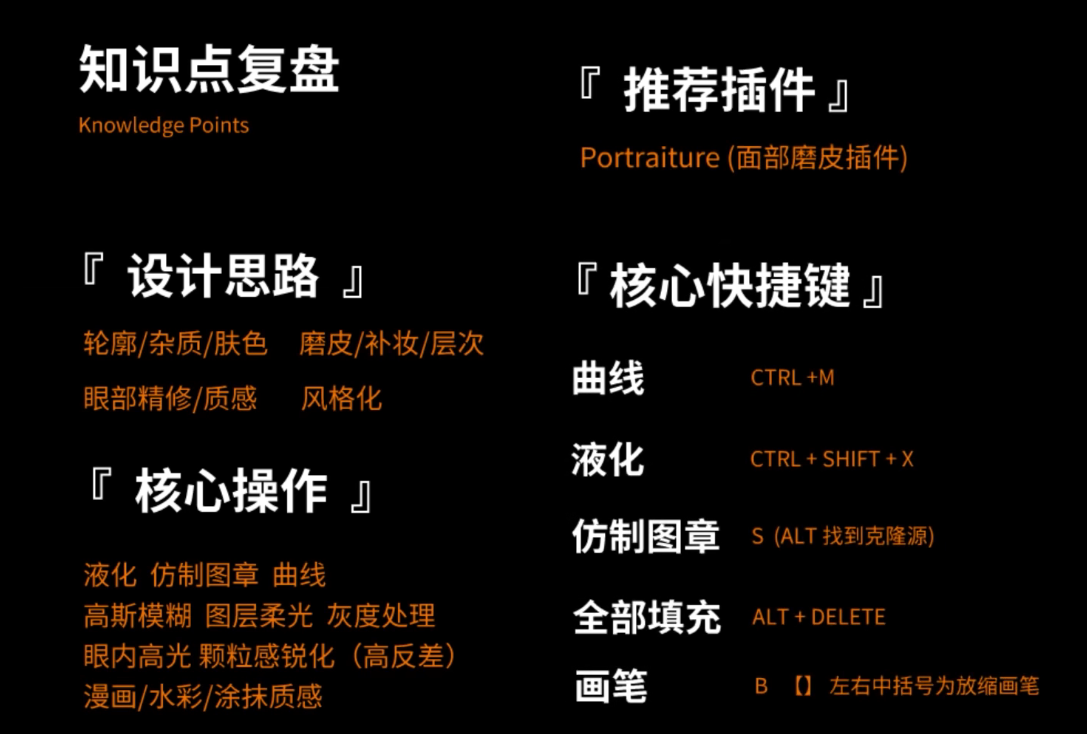 知识点复盘
Knowledge Points
『 设计思路 』
轮廓/杂质/肤色 磨皮/补妆/层次
眼部精修/质感 风格化
『 核心操作 』
液化 仿制图章 曲线
高斯模糊 图层柔光 灰度处理
眼内高光 颗粒感锐化（高反差）
漫画/水彩/涂抹质感
『 推荐插件 』
Portraiture (面部磨皮插件)
『 核心快捷键 』
曲线 CTRL +M
液化 CTRL + SHIFT + X
仿制图章 S (ALT 找到克隆源)
全部填充 ALT + DELETE
画笔 B 【】 左右中括号为放缩画笔